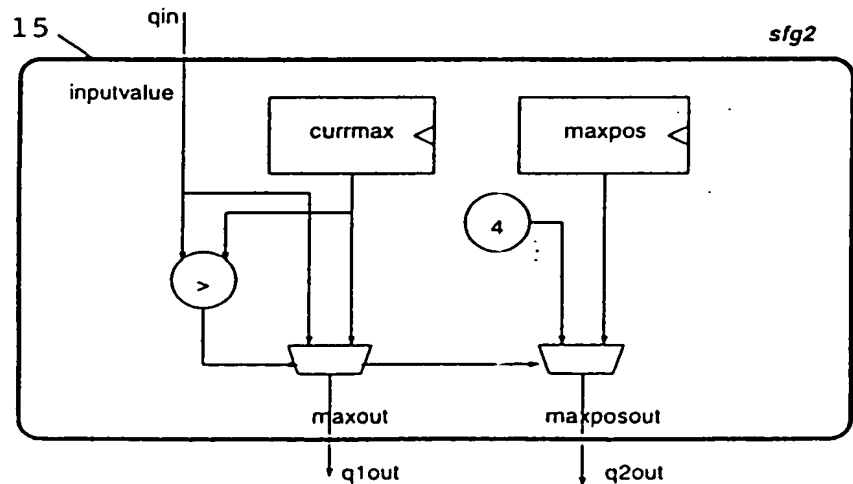 15
qin
sfg2
inputvalue
currmax
maxpos
4
>
maxout
maxposout
q1out
q2out